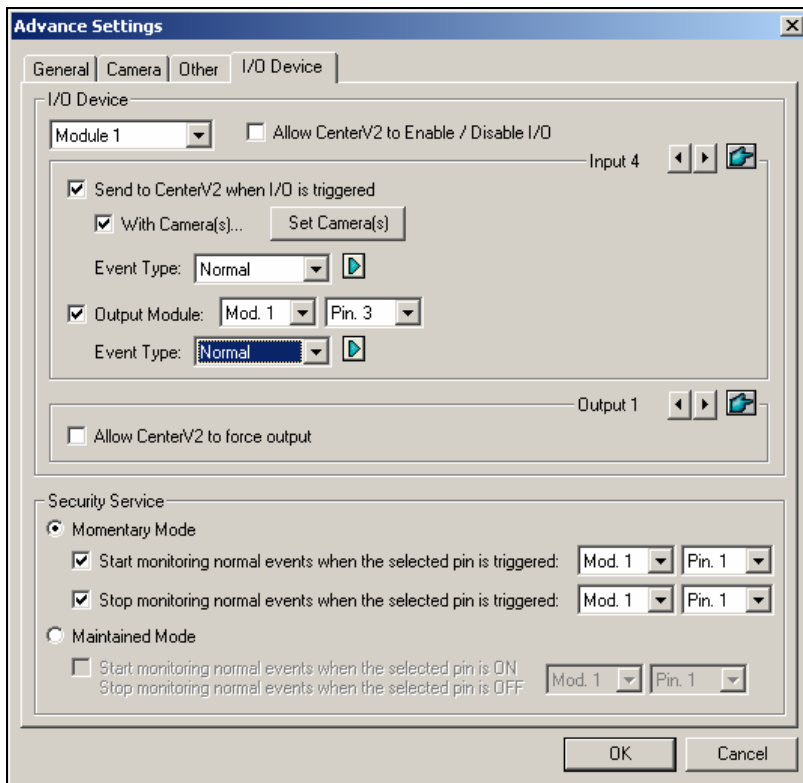 Advance Settings
General Camera Other I/O Device
I/O Device
Module 1 Allow CenterV2 to Enable / Disable I/O
Input 4
Send to CenterV2 when I/O is triggered
With Camera(s)... Set Camera(s)
Event Type: Normal
Output Module: Mod. 1 Pin. 3
Event Type: Normal
Output 1
Allow CenterV2 to force output
Security Service
Momentary Mode
Start monitoring normal events when the selected pin is triggered: Mod. 1 Pin. 1
Stop monitoring normal events when the selected pin is triggered: Mod. 1 Pin. 1
Maintained Mode
Start monitoring normal events when the selected pin is ON
Stop monitoring normal events when the selected pin is OFF Mod. 1 Pin. 1
OK Cancel